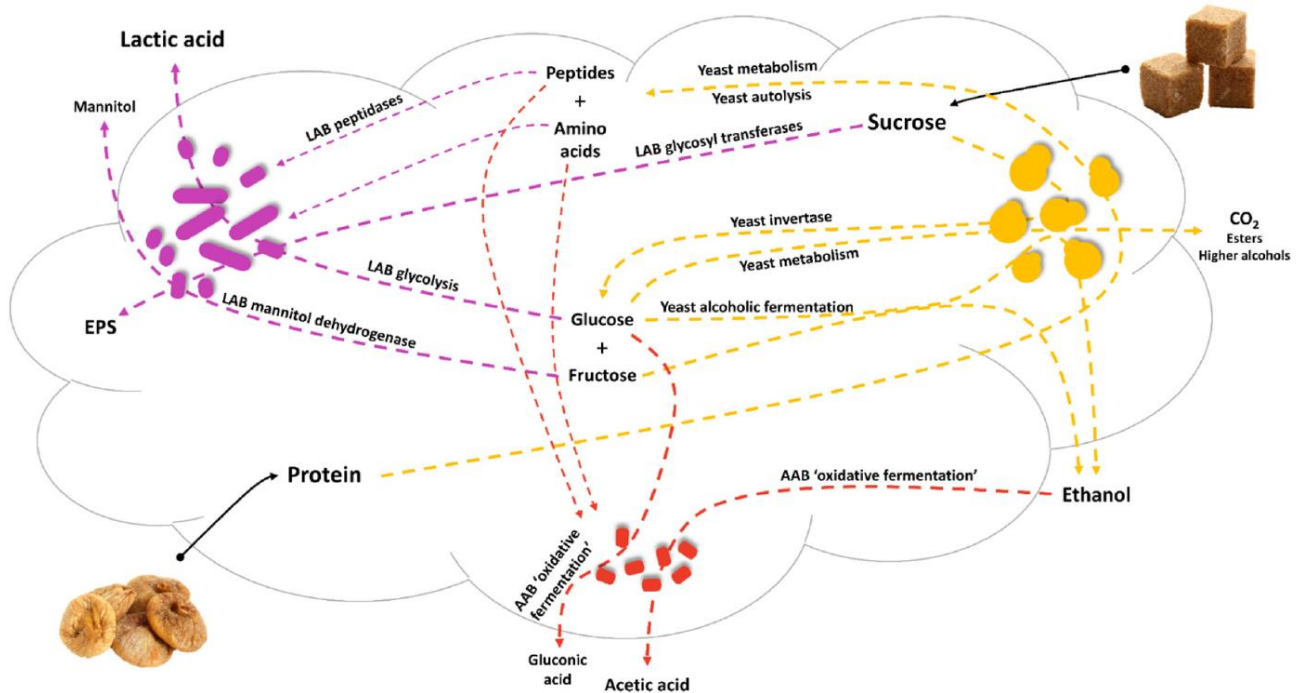 Lactic acid
Mannitol
LAB peptidases
Peptides
+
Amino
acids
Yeast metabolism
Yeast autolysis
LAB glycosyl transferases
Sucrose
Yeast invertase
Yeast metabolism
CO2
Esters
Higher alcohols
LAB glycolysis
LAB mannitol dehydrogenase
EPS
Glucose
+
Fructose
Yeast alcoholic fermentation
Protein
AAB ‘oxidative fermentation’
Ethanol
AAB ‘oxidative
fermentation’
Gluconic
acid
Acetic acid